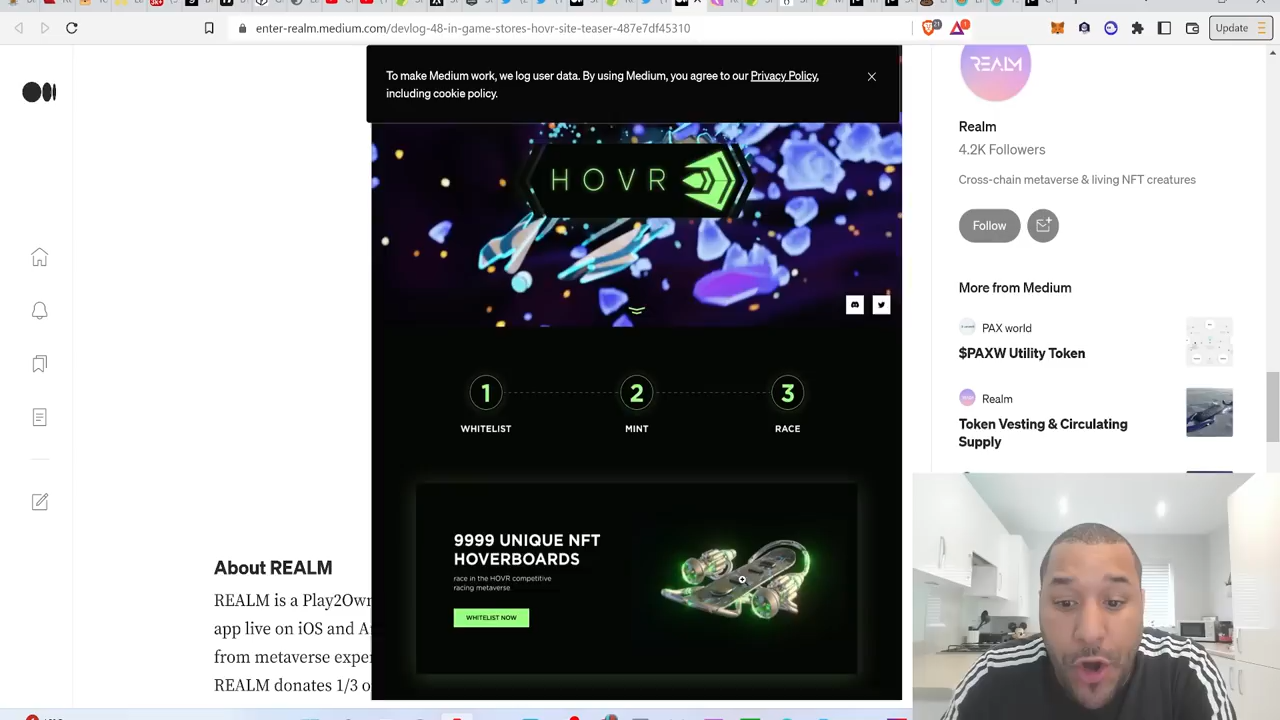 enter-realm.medium.com/devlog-48-in-game-stores-hovr-site-teaser-487e7df45310
21
1
Update
To make Medium work, we log user data. By using Medium, you agree to our Privacy Policy,
including cookie policy.
HOVR
1
2
3
WHITELIST
MINT
RACE
9999 UNIQUE NFT
HOVERBOARDS
race in the HOVR competitive
racing metaverse
WHITELIST NOW
About REALM
REALM is a Play2Own
app live on iOS and A
from metaverse exper
REALM donates 1/3 o
REALM
Realm
4.2K Followers
Cross-chain metaverse & living NFT creatures
Follow
More from Medium
PAX world
$PAXW Utility Token
Realm
Token Vesting & Circulating
Supply